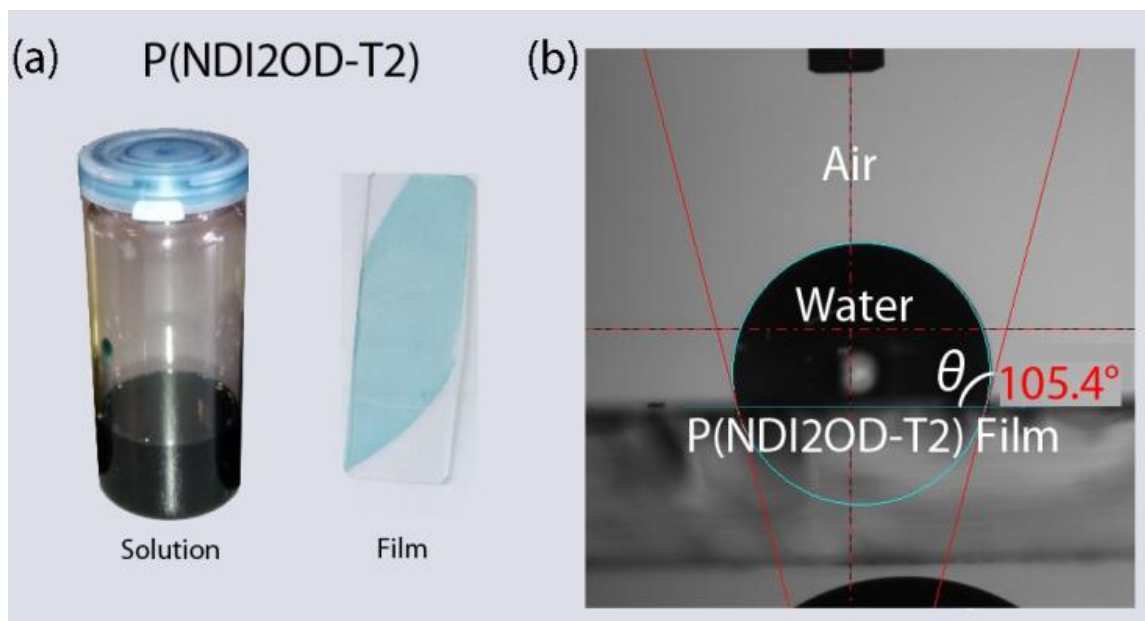 (a)
P(NDI2OD-T2)
Solution
Film
(b)
Air
Water
θ
105.4°
P(NDI2OD-T2) Film